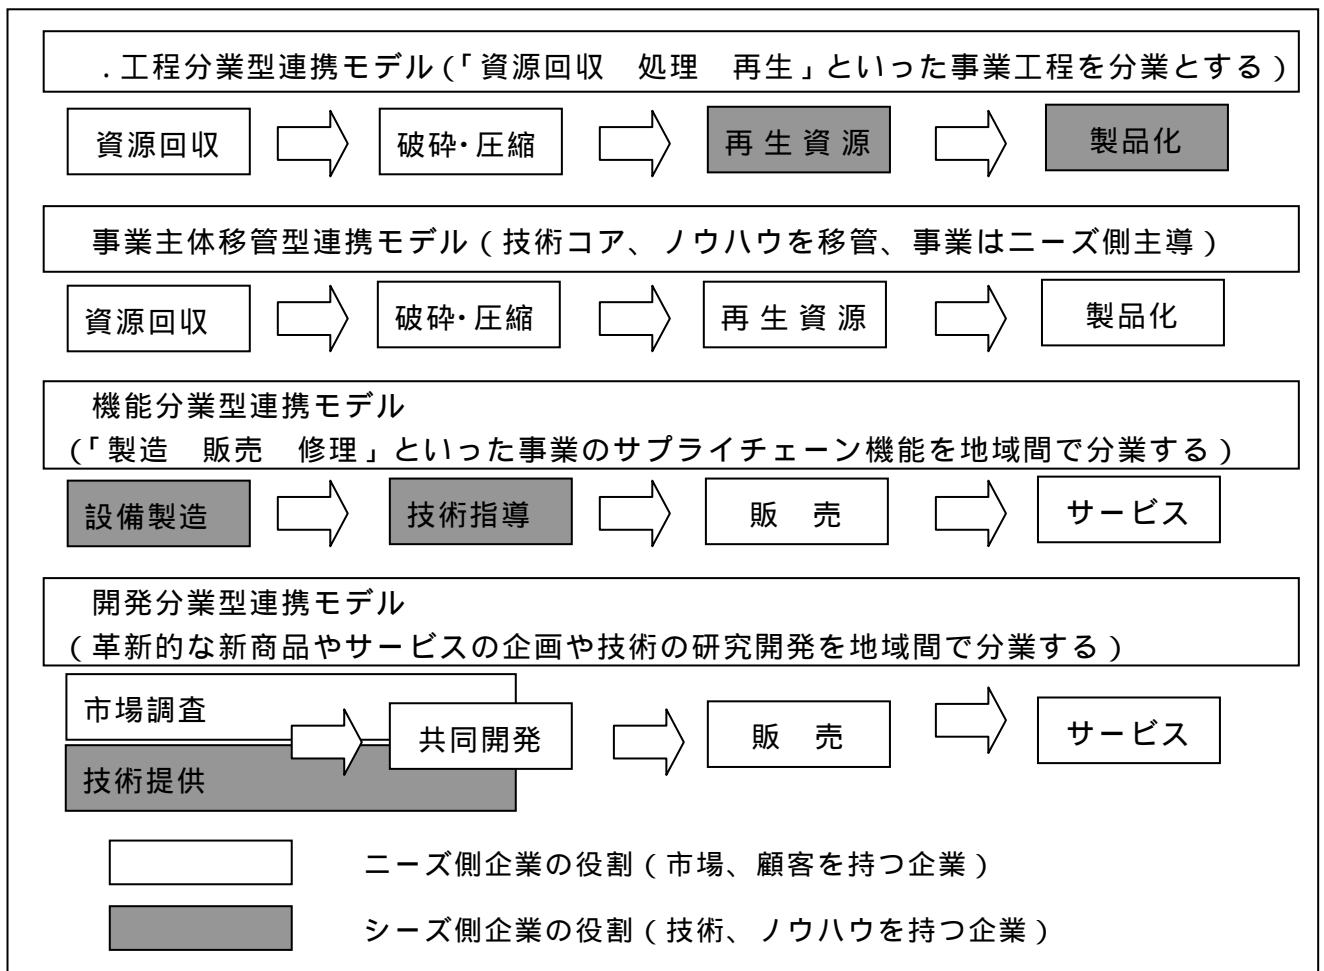 ．工程分業型連携モデル（「資源回収　処理　再生」といった事業工程を分業とする）
資源回収　破砕・圧縮　再生資源　製品化
事業主体移管型連携モデル（技術コア、ノウハウを移管、事業はニーズ側主導）
資源回収　破砕・圧縮　再生資源　製品化
機能分業型連携モデル
（「製造　販売　修理」といった事業のサプライチェーン機能を地域間で分業する）
設備製造　技術指導　販　売　サービス
開発分業型連携モデル
（革新的な新商品やサービスの企画や技術の研究開発を地域間で分業する）
市場調査
共同開発　販　売　サービス
技術提供
ニーズ側企業の役割（市場、顧客を持つ企業）
シーズ側企業の役割（技術、ノウハウを持つ企業）